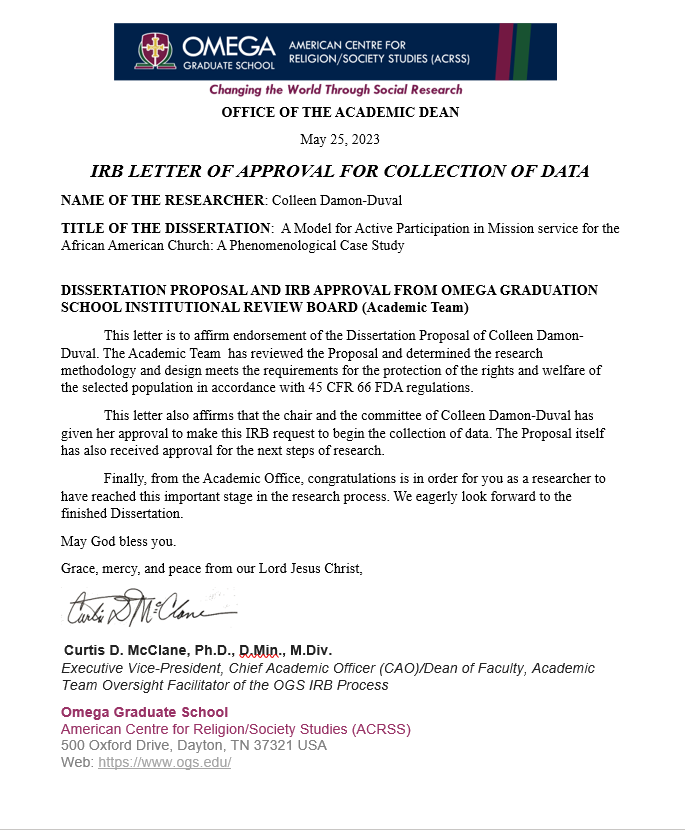 OMEGA
GRADUATE SCHOOL
AMERICAN CENTRE FOR
RELIGION/SOCIETY STUDIES (ACRSS)
Changing the World Through Social Research
OFFICE OF THE ACADEMIC DEAN
May 25, 2023
IRB LETTER OF APPROVAL FOR COLLECTION OF DATA
NAME OF THE RESEARCHER: Colleen Damon-Duval
TITLE OF THE DISSERTATION:  A Model for Active Participation in Mission service for the
African American Church: A Phenomenological Case Study
DISSERTATION PROPOSAL AND IRB APPROVAL FROM OMEGA GRADUATION
SCHOOL INSTITUTIONAL REVIEW BOARD (Academic Team)
This letter is to affirm endorsement of the Dissertation Proposal of Colleen Damon-
Duval. The Academic Team  has reviewed the Proposal and determined the research
methodology and design meets the requirements for the protection of the rights and welfare of
the selected population in accordance with 45 CFR 66 FDA regulations.
This letter also affirms that the chair and the committee of Colleen Damon-Duval has
given her approval to make this IRB request to begin the collection of data. The Proposal itself
has also received approval for the next steps of research.
Finally, from the Academic Office, congratulations is in order for you as a researcher to
have reached this important stage in the research process. We eagerly look forward to the
finished Dissertation.
May God bless you.
Grace, mercy, and peace from our Lord Jesus Christ,
Curtis D McClane
Curtis D. McClane, Ph.D., D.Min., M.Div.
Executive Vice-President, Chief Academic Officer (CAO)/Dean of Faculty, Academic
Team Oversight Facilitator of the OGS IRB Process
Omega Graduate School
American Centre for Religion/Society Studies (ACRSS)
500 Oxford Drive, Dayton, TN 37321 USA
Web: https://www.ogs.edu/